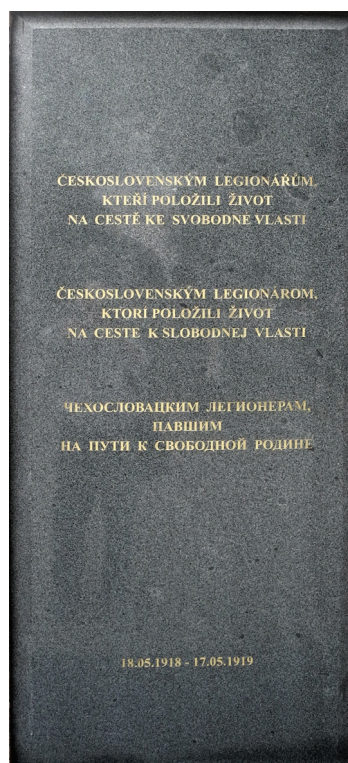 ČESKOSLOVENSKÝM LEGIONÁŘŮM,
KTEŘÍ POLOŽILI ŽIVOT
NA CESTĚ KE SVOBODNÉ VLASTI
ČESKOSLOVENSKÝM LEGIONÁROM,
KTORÍ POLOŽILI ŽIVOT
NA CESTE K SLOBODNEJ VLASTI
ЧЕХОСЛОВАЦКИМ ЛЕГИОНЕРАМ,
ПАВШИМ
НА ПУТИ К СВОБОДНОЙ РОДИНЕ
18.05.1918 - 17.05.1919